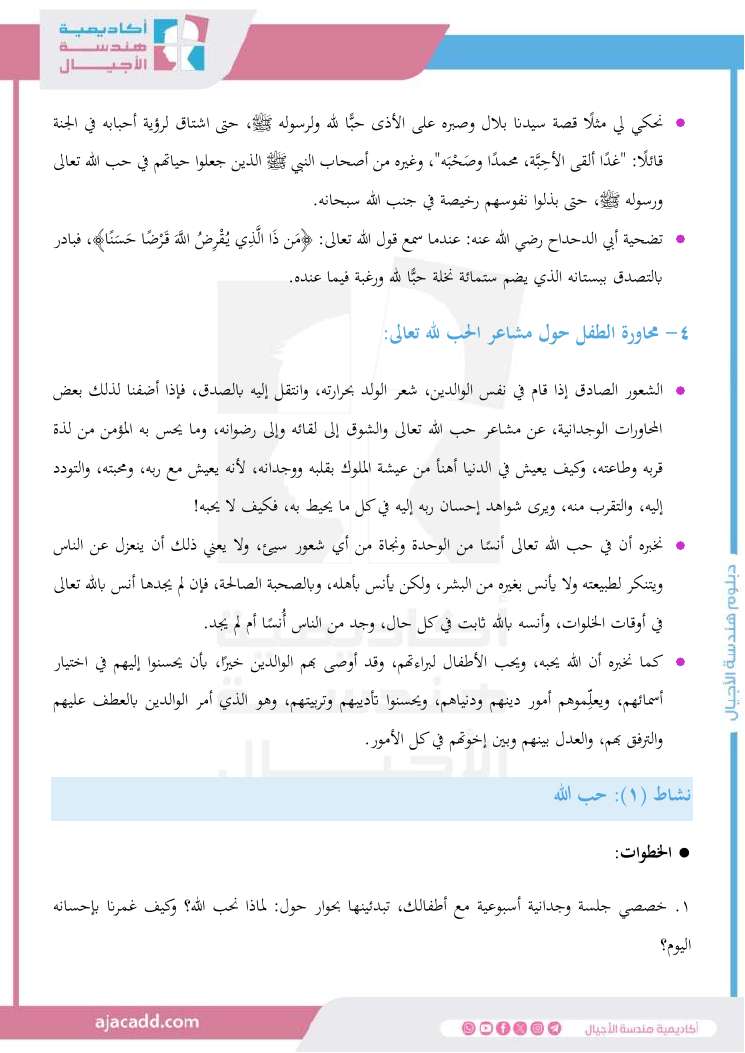 أكاديمية
هندسة
الأجيال
• نحكي لي مثلًا قصة سيدنا بلال وصبره على الأذى حبًّا لله ولرسوله ﷺ، حتى اشتاق لرؤية أحبابه في الجنة
قائلًا: "غدًا ألقى الأحِبَّة، محمدًا وصَحْبَه"، وغيره من أصحاب النبي ﷺ الذين جعلوا حياتهم في حب الله تعالى
ورسوله ﷺ، حتى بذلوا نفوسهم رخيصة في جنب الله سبحانه.
• تضحية أبي الدحداح رضي الله عنه: عندما سمع قول الله تعالى: ﴿مَن ذَا الَّذِي يُقْرِضُ اللَّهَ قَرْضًا حَسَنًا﴾، فبادر
بالتصدق ببستانه الذي يضم ستمائة نخلة حبًّا لله ورغبة فيما عنده.
٤- محاورة الطفل حول مشاعر الحب لله تعالى:
• الشعور الصادق إذا قام في نفس الوالدين، شعر الولد بحرارته، وانتقل إليه بالصدق، فإذا أضفنا لذلك بعض
المحاورات الوجدانية، عن مشاعر حب الله تعالى والشوق إلى لقائه وإلى رضوانه، وما يحس به المؤمن من لذة
قربه وطاعته، وكيف يعيش في الدنيا أهنأ من عيشة الملوك بقلبه ووجدانه، لأنه يعيش مع ربه، ومحبته، والتودد
إليه، والتقرب منه، ويرى شواهد إحسان ربه إليه في كل ما يحيط به، فكيف لا يحبه!
• نخبره أن في حب الله تعالى أنسًا من الوحدة ونجاة من أي شعور سيئ، ولا يعني ذلك أن ينعزل عن الناس
ويتنكر لطبيعته ولا يأنس بغيره من البشر، ولكن يأنس بأهله، وبالصحبة الصالحة، فإن لم يجدها أنس بالله تعالى
في أوقات الخلوات، وأنسه بالله ثابت في كل حال، وجد من الناس أُنسًا أم لم يجد.
• كما نخبره أن الله يحبه، ويحب الأطفال لبراءتهم، وقد أوصى بهم الوالدين خيرًا، بأن يحسنوا إليهم في اختيار
أسمائهم، ويعلِّموهم أمور دينهم ودنياهم، ويحسنوا تأديبهم وتربيتهم، وهو الذي أمر الوالدين بالعطف عليهم
والترفق بهم، والعدل بينهم وبين إخوتهم في كل الأمور.
أكاديمية
هندسة
الأجيال
نشاط (١): حب الله
• الخطوات:
١. خصصي جلسة وجدانية أسبوعية مع أطفالك، تبدئينها بحوار حول: لماذا نحب الله؟ وكيف غمرنا بإحسانه
اليوم؟
دبلوم هندسة الأجيال
ajacadd.com
أكاديمية هندسة الأجيال